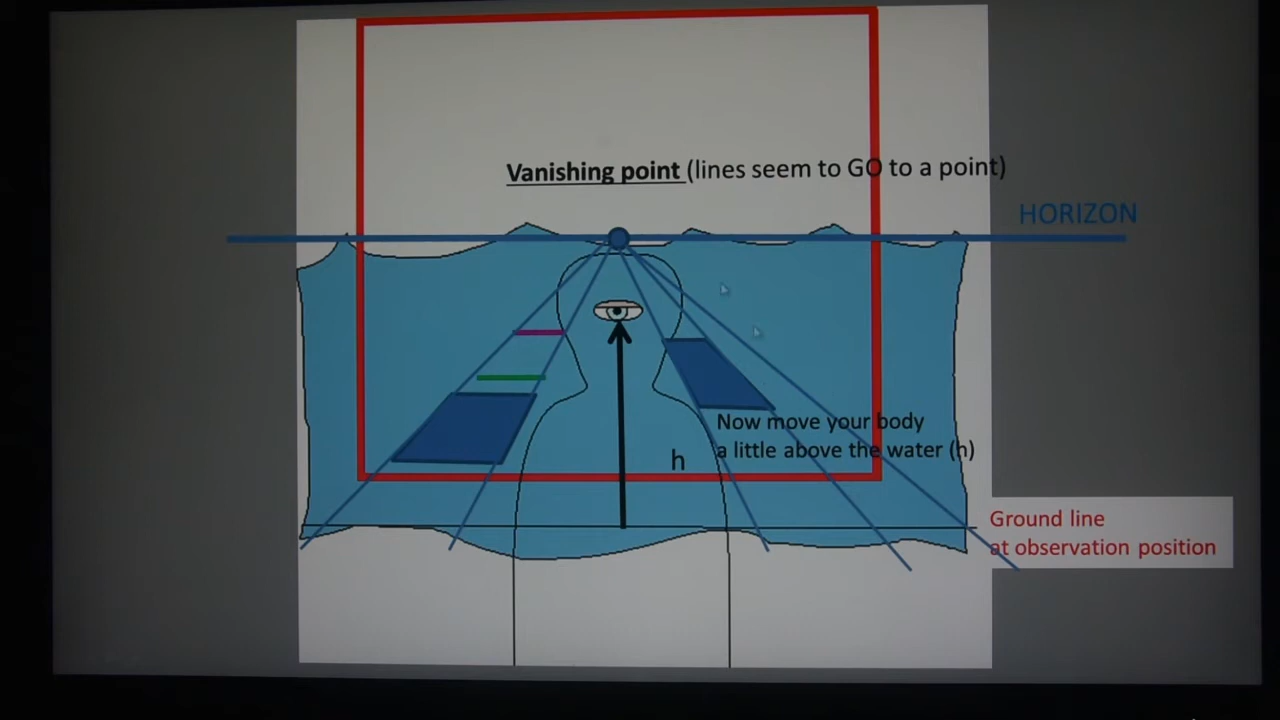 Vanishing point (lines seem to GO to a point)
HORIZON
Now move your body
a little above the water (h)
h
Ground line
at observation position